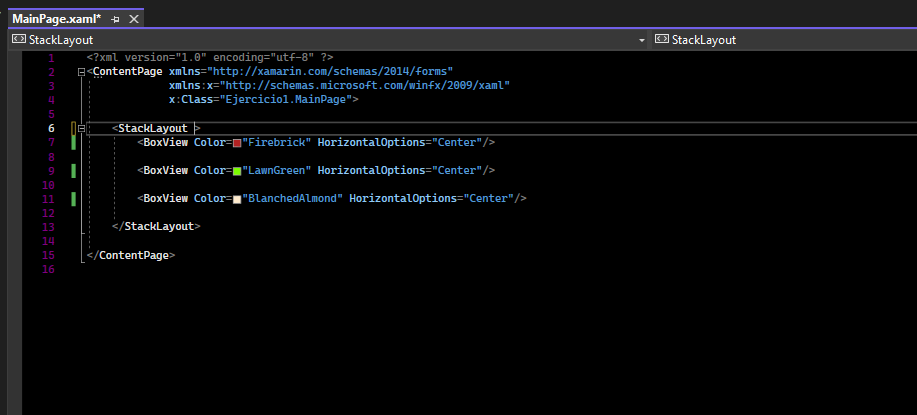 MainPage.xaml*
StackLayout
StackLayout
1 <?xml version="1.0" encoding="utf-8" ?>
2 <ContentPage xmlns="http://xamarin.com/schemas/2014/forms"
3 xmlns:x="http://schemas.microsoft.com/winfx/2009/xaml"
4 x:Class="Ejercicio1.MainPage">
5
6 <StackLayout >
7 <BoxView Color="Firebrick" HorizontalOptions="Center"/>
8
9 <BoxView Color="LawnGreen" HorizontalOptions="Center"/>
10
11 <BoxView Color="BlanchedAlmond" HorizontalOptions="Center"/>
12
13 </StackLayout>
14
15 </ContentPage>
16